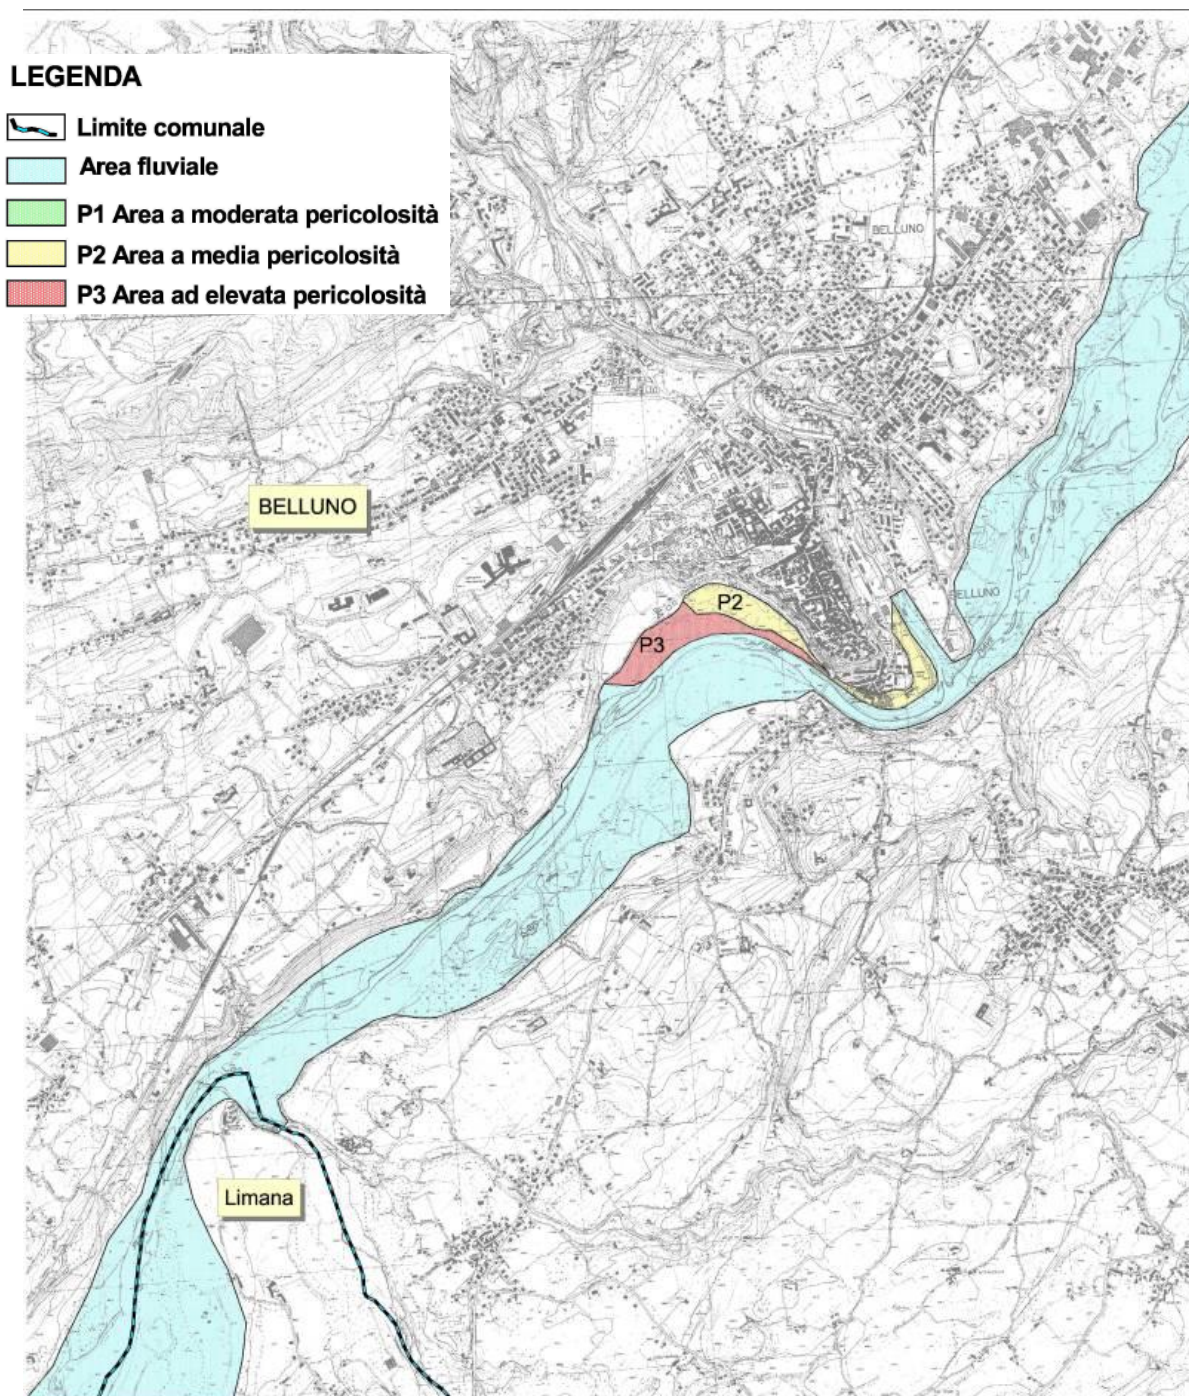 LEGENDA
Limite comunale
Area fluviale
P1 Area a moderata pericolosità
P2 Area a media pericolosità
P3 Area ad elevata pericolosità
BELLUNO
BELLUNO
P2
BELLUNO
P3
Limana